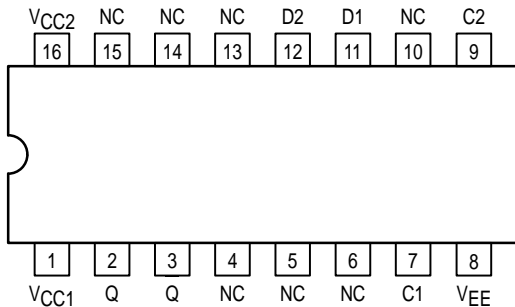 VCC2 NC NC NC D2 D1 NC C2
16 15 14 13 12 11 10 9
1 2 3 4 5 6 7 8
VCC1 Q Q NC NC NC C1 VEE